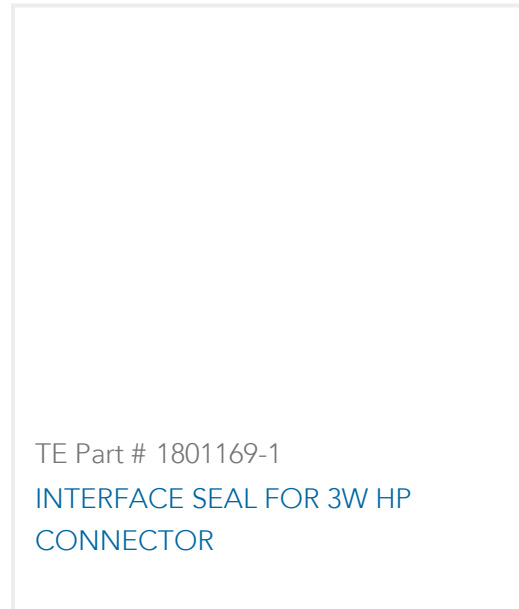 TE Part # 1801169-1
INTERFACE SEAL FOR 3W HP
CONNECTOR